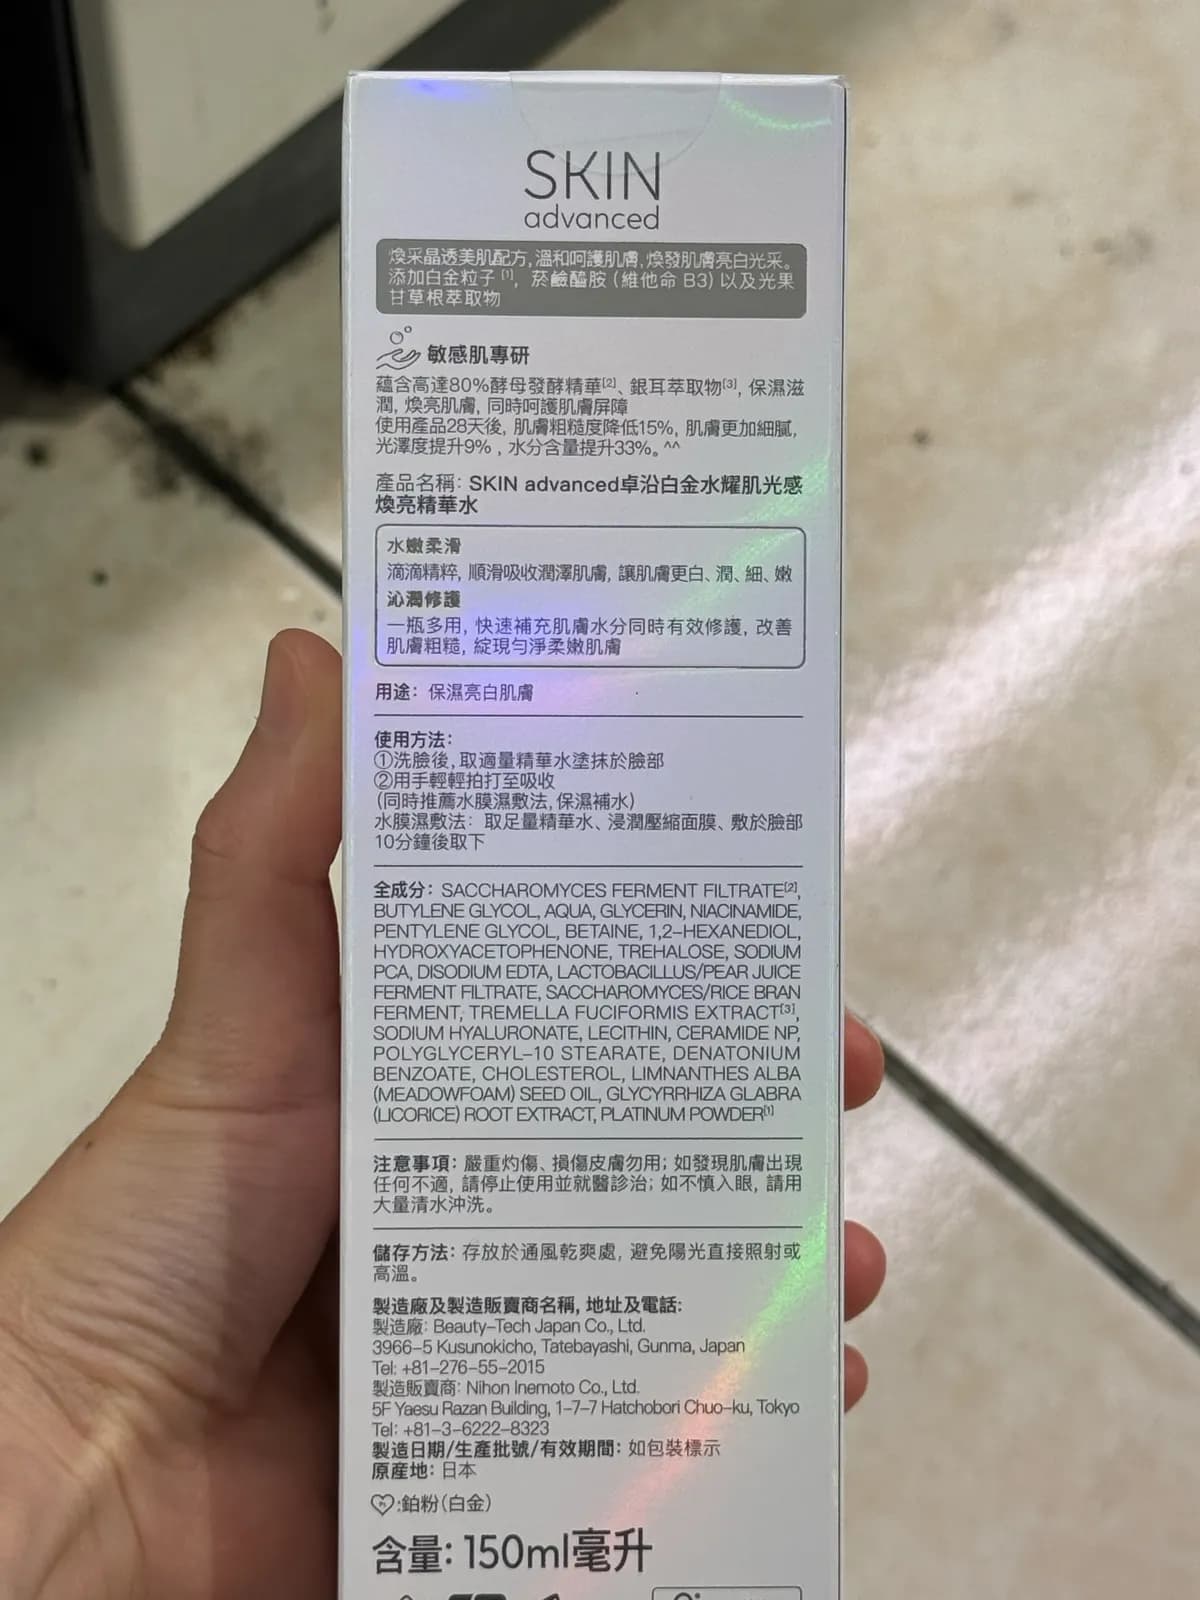 SKIN
advanced
煥采晶透美肌配方, 溫和呵護肌膚, 煥發肌膚亮白光采。
添加白金粒子[1], 菸鹼醯胺 (維他命 B3) 以及光果
甘草根萃取物
敏感肌專研
蘊含高達80%酵母發酵精華[2]、銀耳萃取物[3], 保濕滋
潤, 煥亮肌膚, 同時呵護肌膚屏障
使用產品28天後, 肌膚粗糙度降低15%, 肌膚更加細膩,
光澤度提升9% , 水分含量提升33%。^^
產品名稱: SKIN advanced卓沿白金水耀肌光感
煥亮精華水
水嫩柔滑
滴滴精粹, 順滑吸收潤澤肌膚, 讓肌膚更白、潤、細、嫩
沁潤修護
一瓶多用, 快速補充肌膚水分同時有效修護, 改善
肌膚粗糙, 綻現勻淨柔嫩肌膚
用途: 保濕亮白肌膚
使用方法:
①洗臉後, 取適量精華水塗抹於臉部
②用手輕輕拍打至吸收
(同時推薦水膜濕敷法, 保濕補水)
水膜濕敷法: 取足量精華水、浸潤壓縮面膜、敷於臉部
10分鐘後取下
全成分: SACCHAROMYCES FERMENT FILTRATE[2],
BUTYLENE GLYCOL, AQUA, GLYCERIN, NIACINAMIDE,
PENTYLENE GLYCOL, BETAINE, 1,2-HEXANEDIOL,
HYDROXYACETOPHENONE, TREHALOSE, SODIUM
PCA, DISODIUM EDTA, LACTOBACILLUS/PEAR JUICE
FERMENT FILTRATE, SACCHAROMYCES/RICE BRAN
FERMENT, TREMELLA FUCIFORMIS EXTRACT[3],
SODIUM HYALURONATE, LECITHIN, CERAMIDE NP,
POLYGLYCERYL-10 STEARATE, DENATONIUM
BENZOATE, CHOLESTEROL, LIMNANTHES ALBA
(MEADOWFOAM) SEED OIL, GLYCYRRHIZA GLABRA
(LICORICE) ROOT EXTRACT, PLATINUM POWDER[1]
注意事項: 嚴重灼傷、損傷皮膚勿用; 如發現肌膚出現
任何不適, 請停止使用並就醫診治; 如不慎入眼, 請用
大量清水沖洗。
儲存方法: 存放於通風乾爽處, 避免陽光直接照射或
高溫。
製造廠及製造販賣商名稱, 地址及電話:
製造廠: Beauty-Tech Japan Co., Ltd.
3966-5 Kusunokicho, Tatebayashi, Gunma, Japan
Tel: +81-276-55-2015
製造販賣商: Nihon Inemoto Co., Ltd.
5F Yaesu Razan Building, 1-7-7 Hatchobori Chuo-ku, Tokyo
Tel: +81-3-6222-8323
製造日期/生產批號/有效期間: 如包裝標示
原產地: 日本
:鉑粉(白金)
含量: 150ml毫升